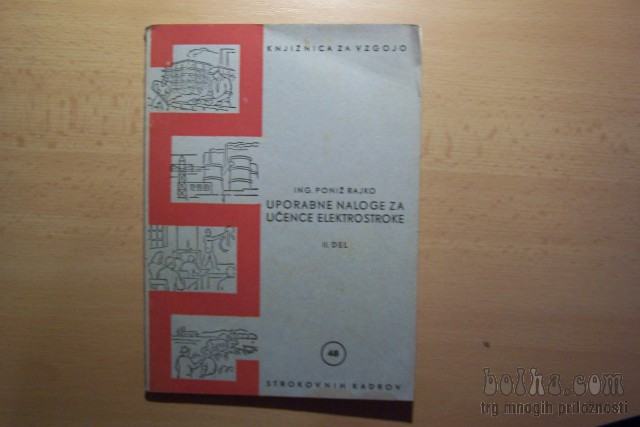 KNJIŽNICA ZA VZGOJO
ING. PONIŽ RAJKO
UPORABNE NALOGE ZA
UČENCE ELEKTROSTROKE
II. DEL
48
STROKOVNIH KADROV
bolha.com
trg mnogih priložnosti